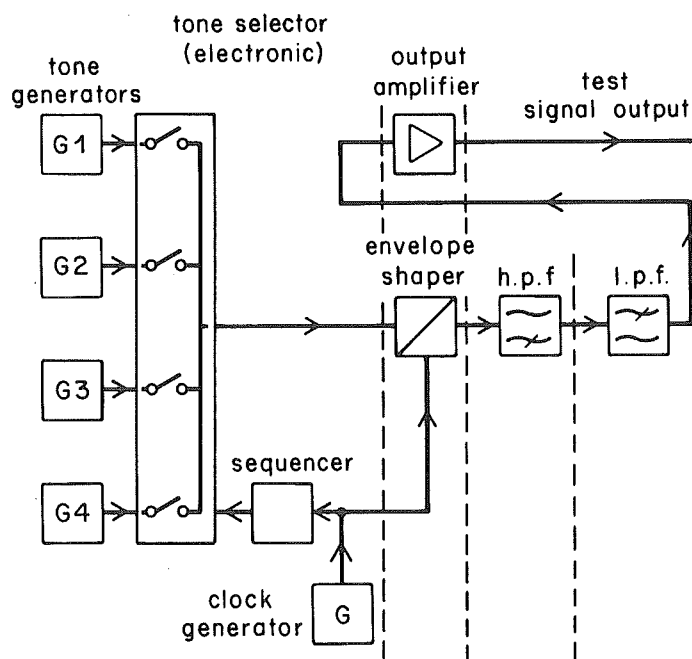 tone selector
(electronic)
tone
generators
output
amplifier
test
signal output
G1
G2
G3
G4
envelope
shaper
h.p.f
l.p.f.
sequencer
clock
generator
G